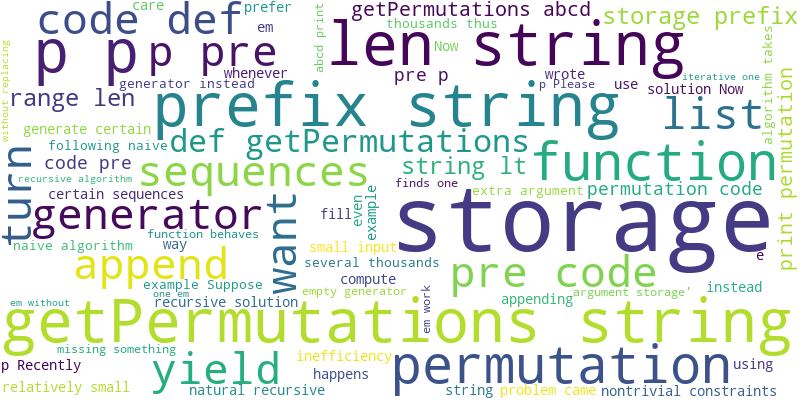 care
code def
prefer
em
p p
p pre
abcd print
getPermutations abcd
thousands thus
Now
len string
storage prefix
without replacing
whenever
generator instead
range len
pre p
wrote
p Please
use
iterative one
solution Now
algorithm takes
print permutation
prefix string
list
generate certain
following naive
def getPermutations
code pre
recursive algorithm
certain sequences
sequences
string lt
function
permutation code
finds one
extra argument
turn
generator
want
fill
even
example
storage
function behaves
naive algorithm
way
small input
e
append
several thousands
pre code
example Suppose
one em
compute
instead
em without
recursive solution
empty generator
em work
appending
argument storage'
getPermutations string
missing something
inefficiency
p Recently
yield
happens
permutation
using
relatively small
natural recursive
string
problem came
nontrivial constraints